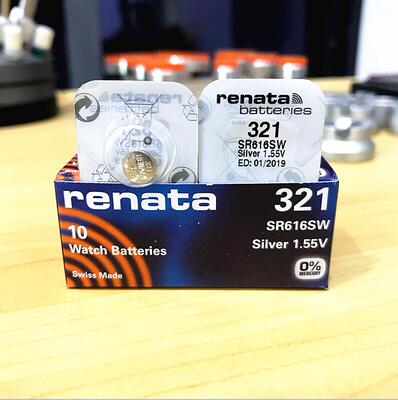 renata
batteries
321
SR616SW
Silver 1.55V
ED: 01/2019
renata
321
SR616SW
10
Watch Batteries
Silver 1.55V
Swiss Made
0%
MERCURY